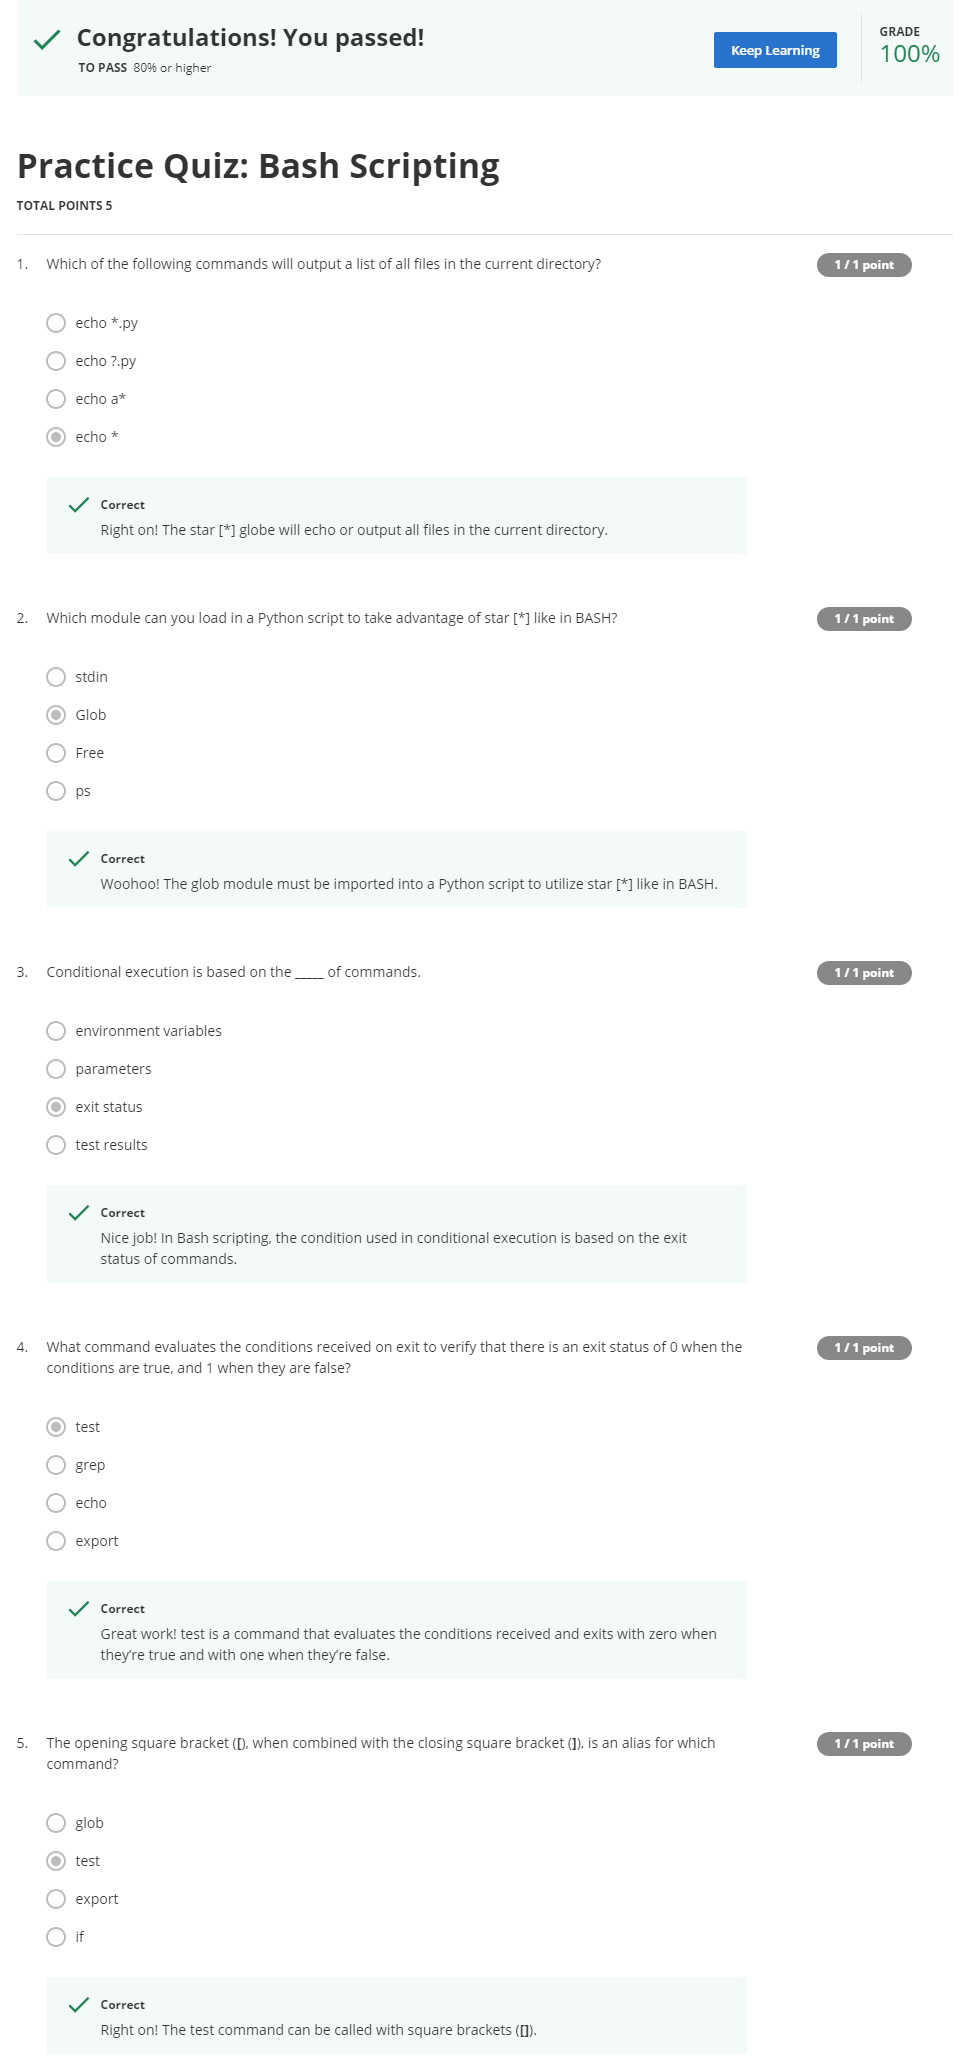 Congratulations! You passed!
TO PASS 80% or higher
Keep Learning
GRADE
100%
Practice Quiz: Bash Scripting
TOTAL POINTS 5
1. Which of the following commands will output a list of all files in the current directory?
1 / 1 point
echo *.py
echo ?.py
echo a*
echo *
Correct
Right on! The star [*] globe will echo or output all files in the current directory.
2. Which module can you load in a Python script to take advantage of star [*] like in BASH?
1 / 1 point
stdin
Glob
Free
ps
Correct
Woohoo! The glob module must be imported into a Python script to utilize star [*] like in BASH.
3. Conditional execution is based on the _____ of commands.
1 / 1 point
environment variables
parameters
exit status
test results
Correct
Nice job! In Bash scripting, the condition used in conditional execution is based on the exit
status of commands.
4. What command evaluates the conditions received on exit to verify that there is an exit status of 0 when the
conditions are true, and 1 when they are false?
1 / 1 point
test
grep
echo
export
Correct
Great work! test is a command that evaluates the conditions received and exits with zero when
they’re true and with one when they’re false.
5. The opening square bracket ([), when combined with the closing square bracket (]), is an alias for which
command?
1 / 1 point
glob
test
export
if
Correct
Right on! The test command can be called with square brackets ([]).